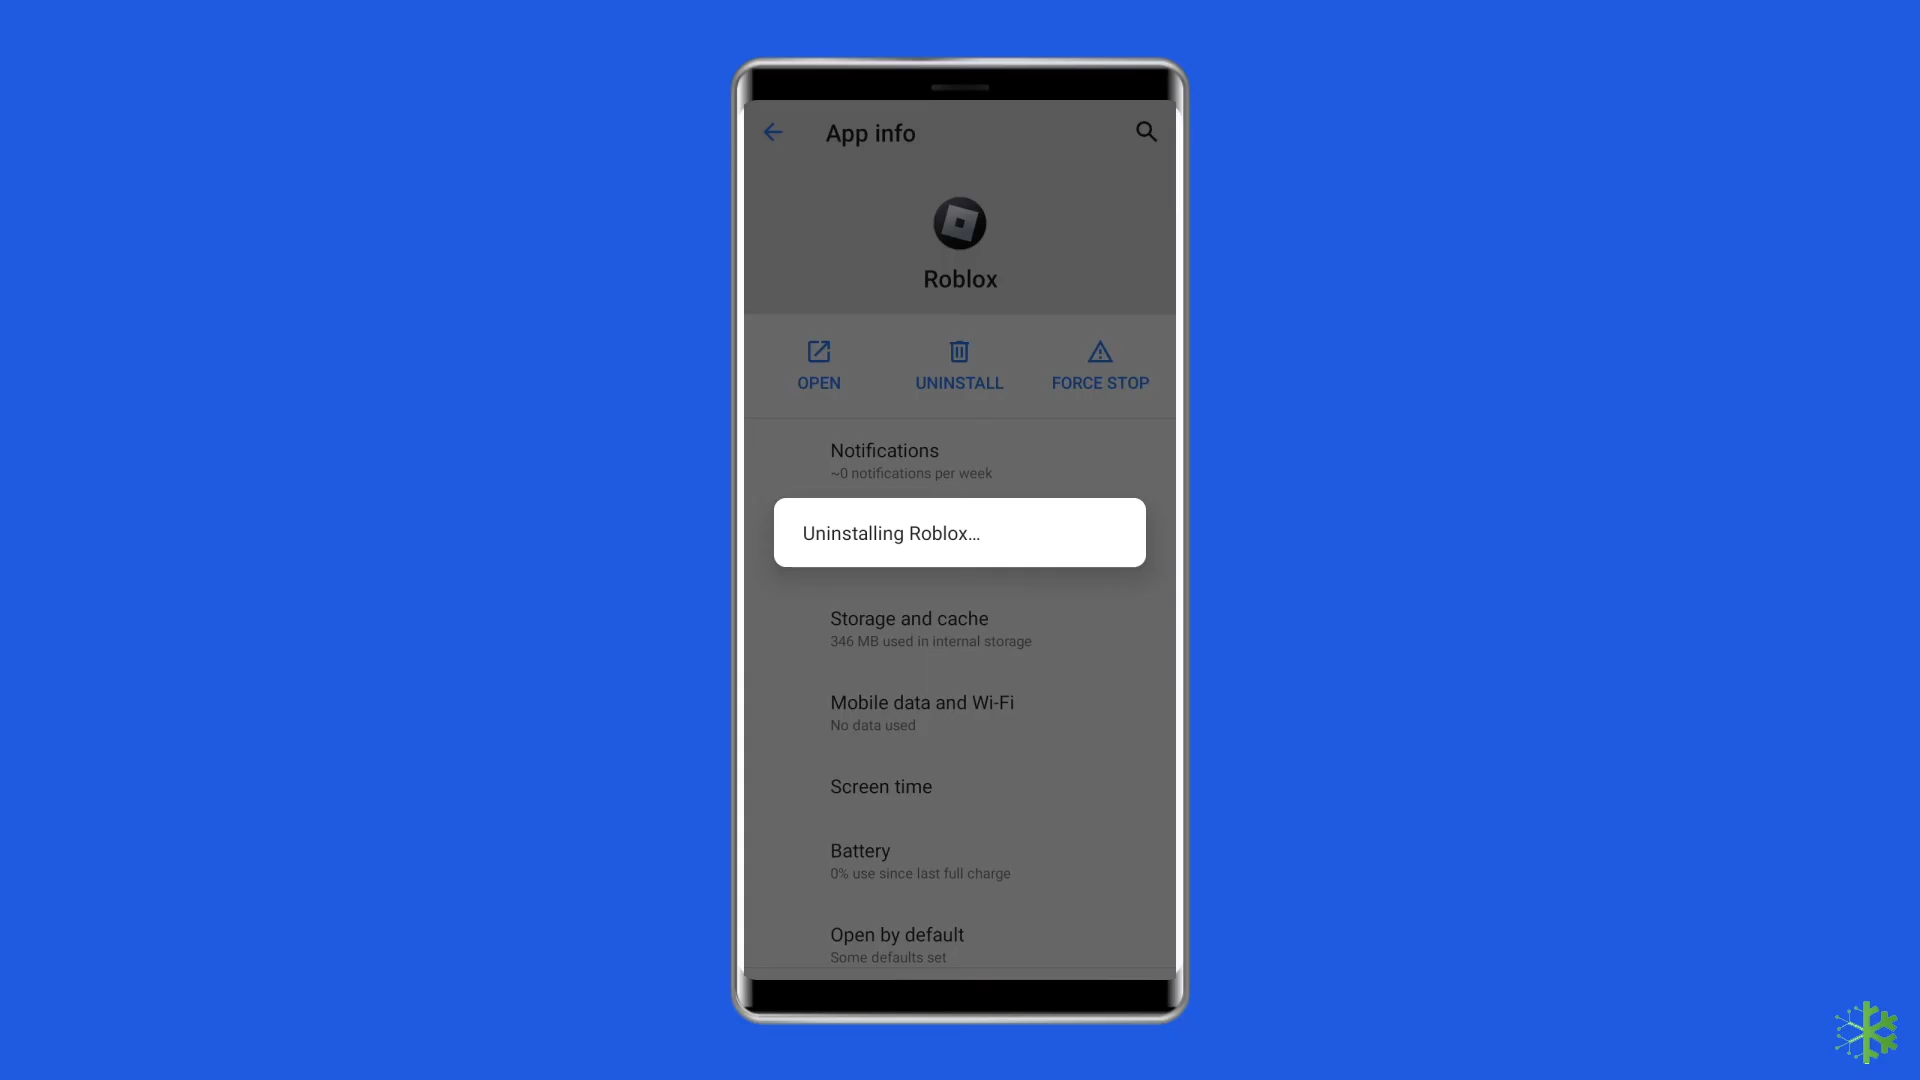 App info
Roblox
OPEN
UNINSTALL
FORCE STOP
Notifications
~0 notifications per week
Uninstalling Roblox...
Storage and cache
346 MB used in internal storage
Mobile data and Wi-Fi
No data used
Screen time
Battery
0% use since last full charge
Open by default
Some defaults set